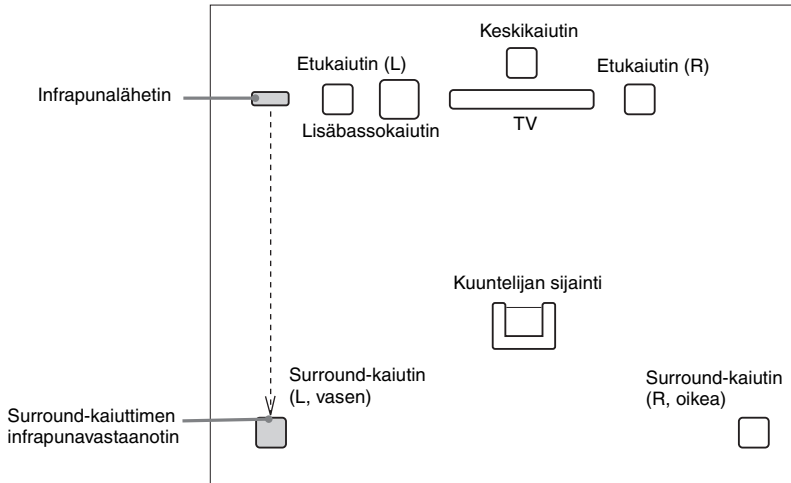 Keskikaiutin
Etukaiutin (L)
Etukaiutin (R)
Infrapunalähetin
Lisäbassokaiutin
TV
Kuuntelijan sijainti
Surround-kaiutin
(L, vasen)
Surround-kaiutin
(R, oikea)
Surround-kaiuttimen
infrapunavastaanotin